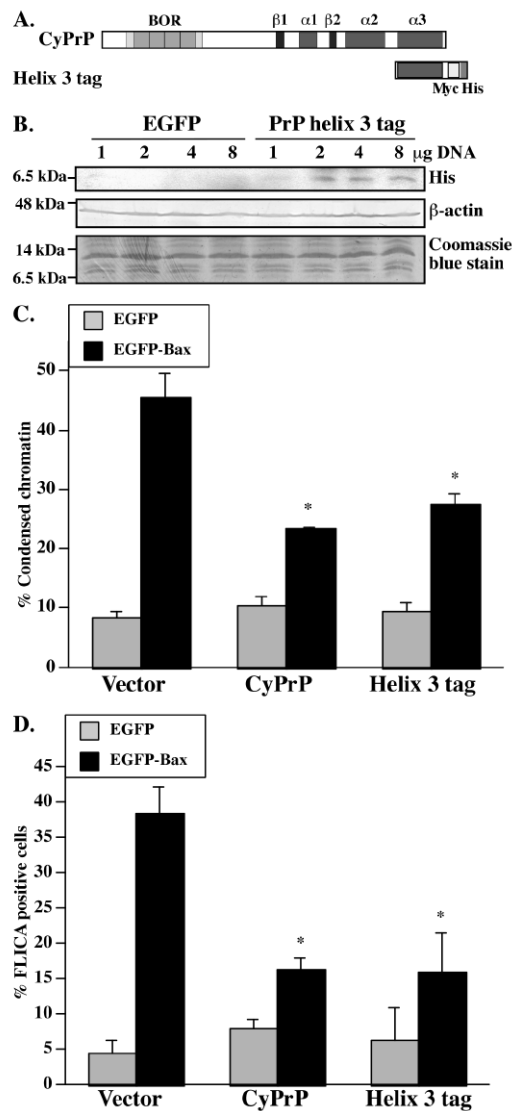 A.
BOR β1 α1 β2 α2 α3
CyPrP
Helix 3 tag
Myc His
B.
EGFP PrP helix 3 tag
1 2 4 8 1 2 4 8 μg DNA
6.5 kDa His
48 kDa β-actin
14 kDa Coomassie
6.5 kDa blue stain
C.
EGFP
EGFP-Bax
% Condensed chromatin
50
40
30
20
10
0
* *
Vector CyPrP Helix 3 tag
D.
EGFP
EGFP-Bax
% FLICA positive cells
45
40
35
30
25
20
15
10
5
0
* *
Vector CyPrP Helix 3 tag